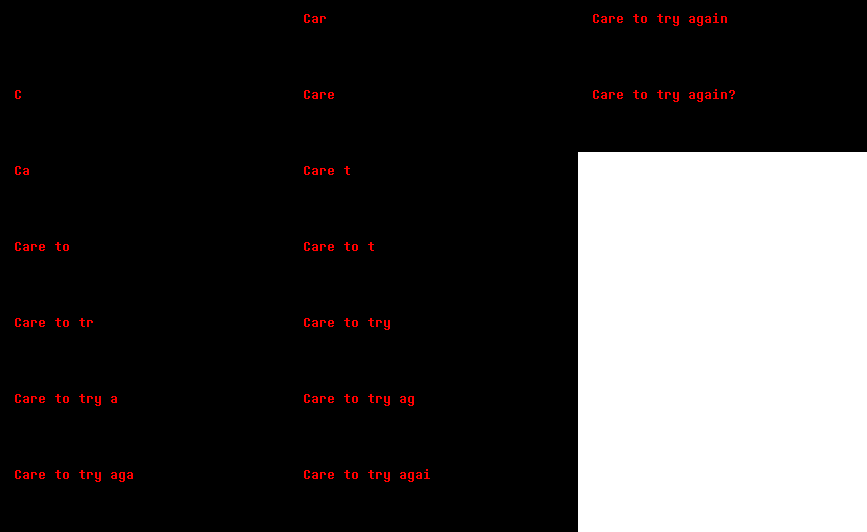 C
Ca
Care to
Care to tr
Care to try a
Care to try aga
Car
Care
Care t
Care to t
Care to try
Care to try ag
Care to try agai
Care to try again
Care to try again?